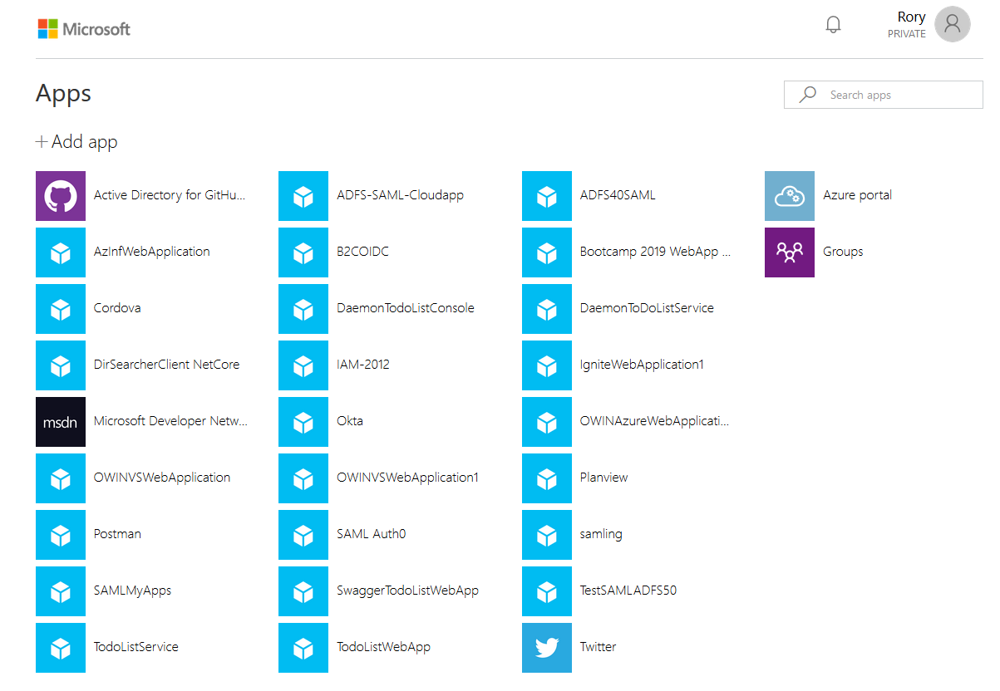 Microsoft
Rory
PRIVATE
Apps
Search apps
+Add app
Active Directory for GitHu...
ADFS-SAML-Cloudapp
ADFS40SAML
Azure portal
AzInfWebApplication
B2COIDC
Bootcamp 2019 WebApp ...
Groups
Cordova
DaemonTodoListConsole
DaemonToDoListService
DirSearcherClient NetCore
IAM-2012
IgniteWebApplication1
msdn
Microsoft Developer Netw...
Okta
OWINAzureWebApplicati...
OWINVSWebApplication
OWINVSWebApplication1
Planview
Postman
SAML Auth0
samling
SAMLMyApps
SwaggerTodoListWebApp
TestSAMLADFS50
TodoListService
TodoListWebApp
Twitter